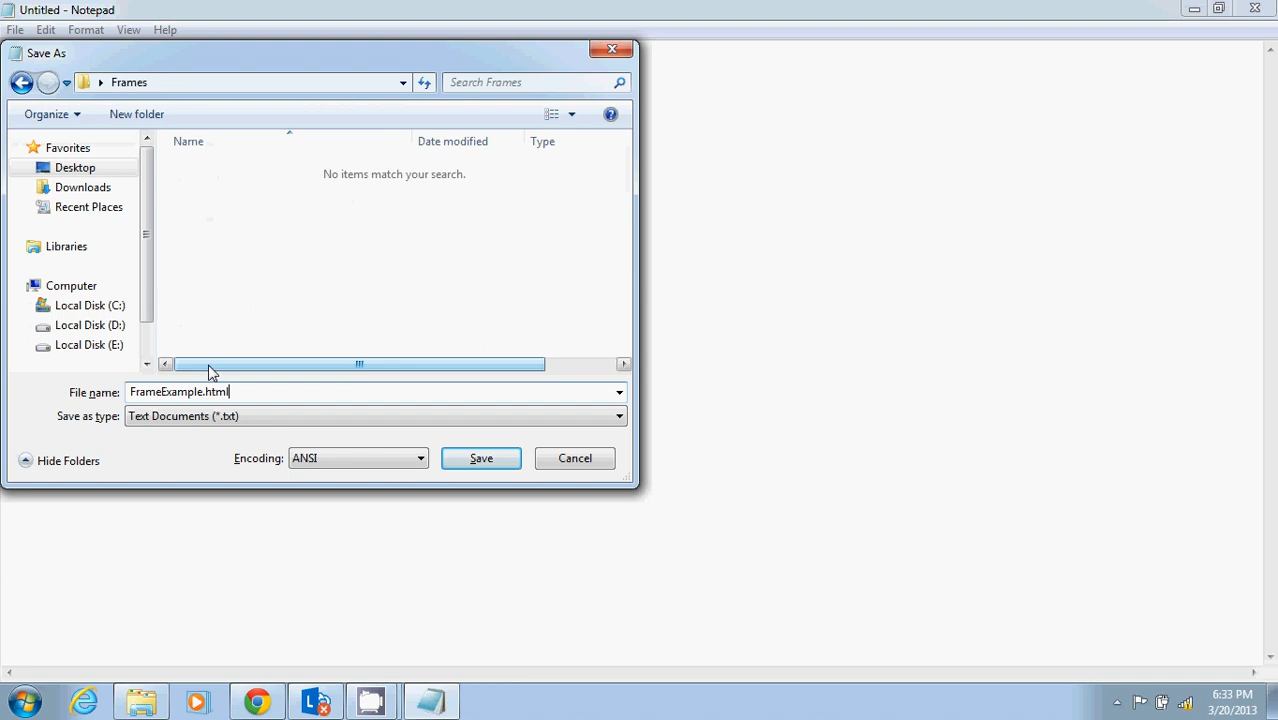 Untitled - Notepad
File Edit Format View Help
Save As
Frames
Search Frames
Organize New folder
Name Date modified Type
Favorites
Desktop
No items match your search.
Downloads
Recent Places
Libraries
Computer
Local Disk (C:)
Local Disk (D:)
Local Disk (E:)
File name: FrameExample.html
Save as type: Text Documents (*.txt)
Hide Folders Encoding: ANSI Save Cancel
6:33 PM
3/20/2013